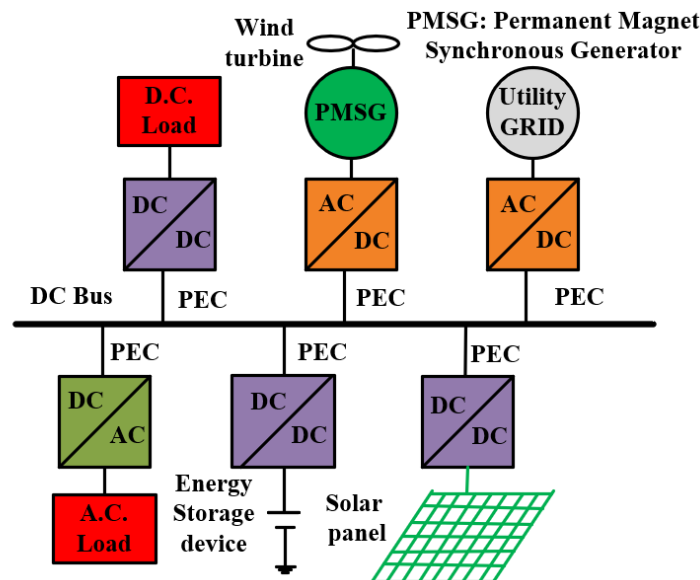 Wind
turbine
PMSG: Permanent Magnet
Synchronous Generator
D.C.
Load
PMSG
Utility
GRID
DC
DC
AC
DC
AC
DC
DC Bus
PEC
PEC
PEC
PEC
PEC
PEC
DC
AC
DC
DC
DC
DC
A.C.
Load
Energy
Storage
device
Solar
panel